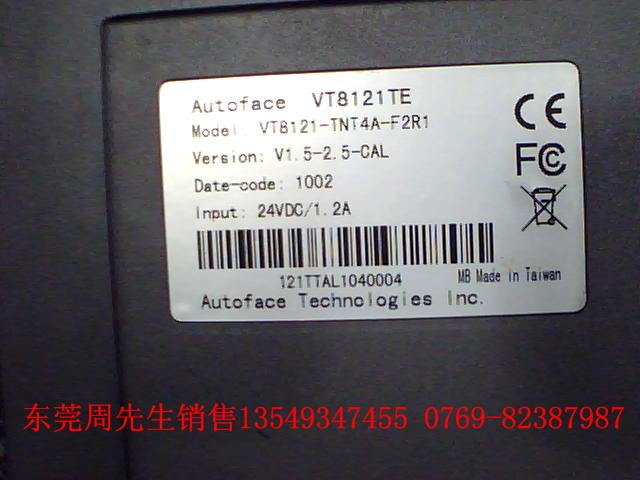 Autoface VT8121TE
Model: VT8121-TNT4A-F2R1
Version: V1.5-2.5-CAL
Date-code: 1002
Input: 24VDC/1.2A
CE
FC
121TTAL1040004
MB Made in Taiwan
Autoface Technologies Inc.
东莞周先生销售13549347455 0769-82387987